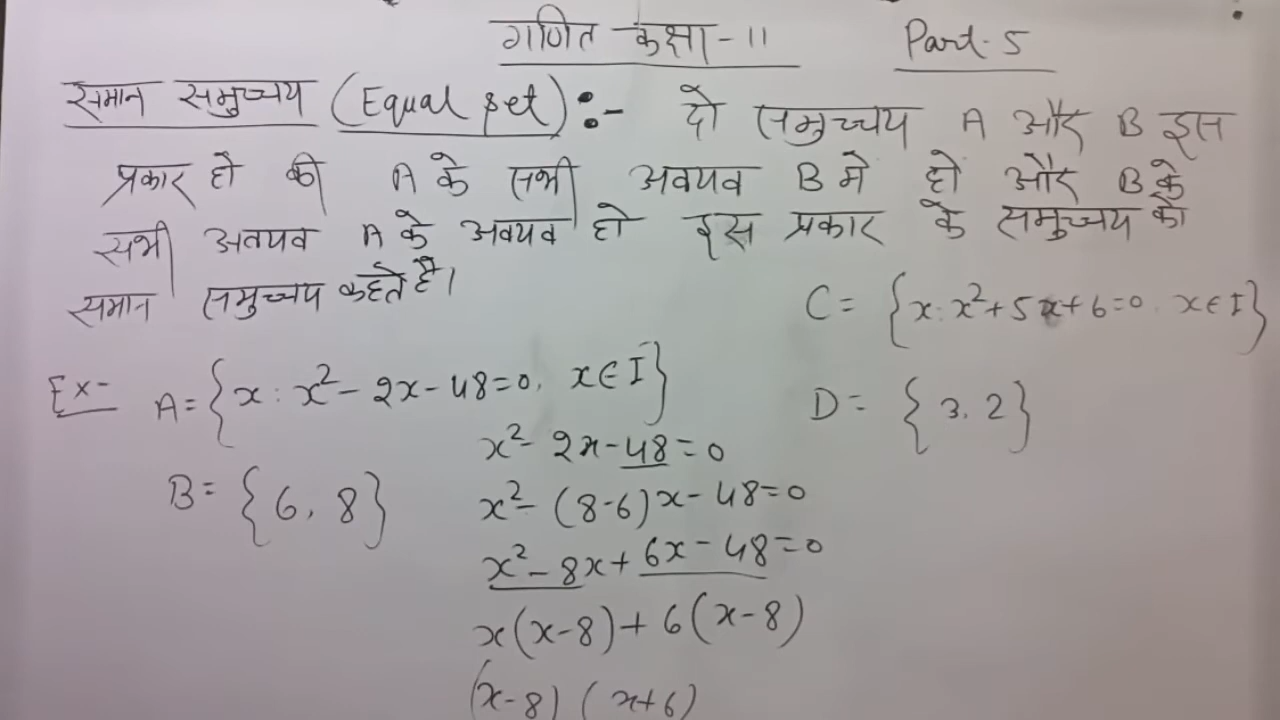 गणित कक्षा-11 Part-5
समान समुच्चय (Equal set) :- दो समुच्चय A और B इस
प्रकार हो की A के सभी अवयव B मे हो और B के
सभी अवयव A के अवयव हो इस प्रकार के समुच्चय को
समान समुच्चय कहते है।
C = {x: x²+5x+6=0, x∈I}
Ex- A = {x: x²-2x-48=0, x∈I}
D = {3, 2}
x²-2x-48=0
B = {6, 8}
x²-(8-6)x-48=0
x²-8x+6x-48=0
x(x-8)+6(x-8)
(x-8) (x+6)